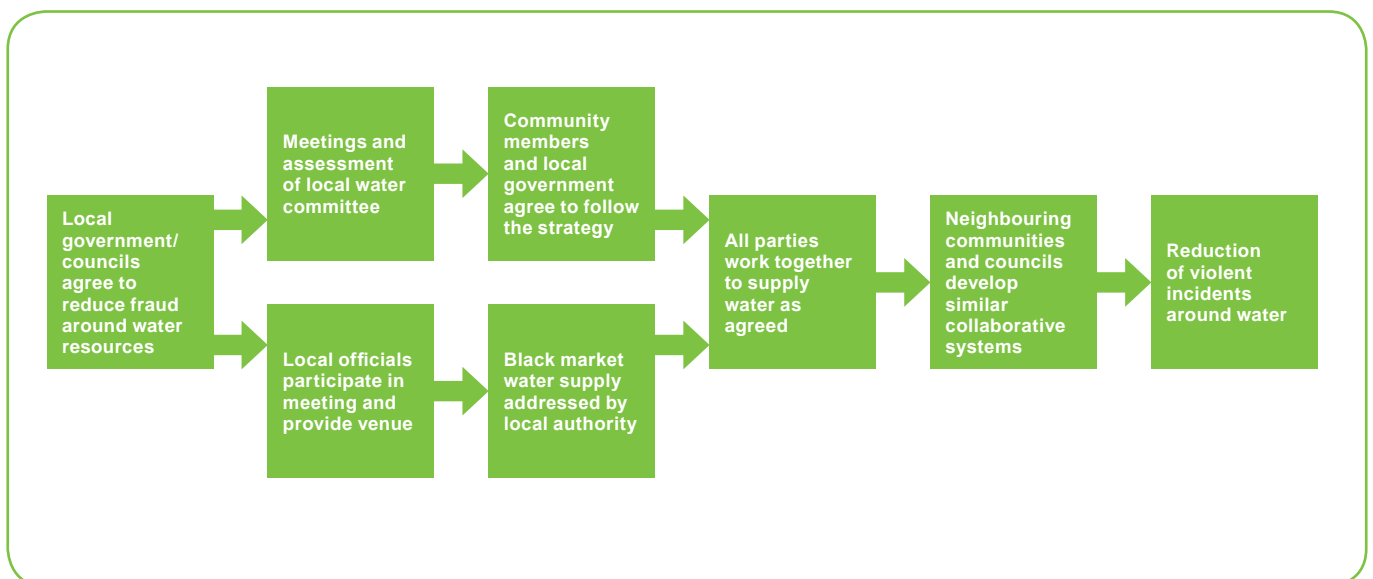 Local
government/
councils
agree to
reduce fraud
around water
resources
Meetings and
assessment
of local water
committee
Community
members
and local
government
agree to follow
the strategy
Local officials
participate in
meeting and
provide venue
Black market
water supply
addressed by
local authority
All parties
work together
to supply
water as
agreed
Neighbouring
communities
and councils
develop
similar
collaborative
systems
Reduction
of violent
incidents
around water